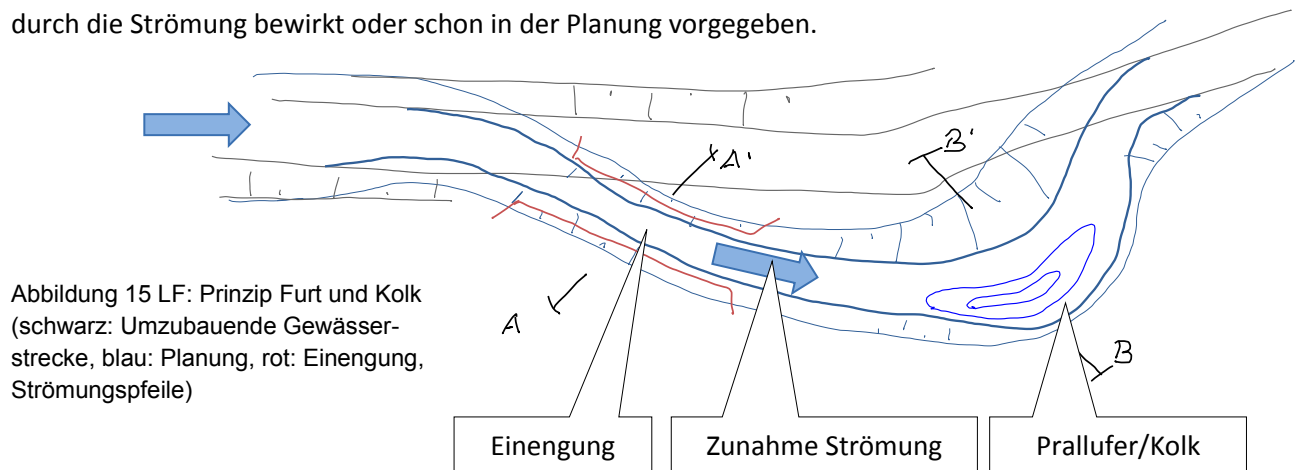 durch die Strömung bewirkt oder schon in der Planung vorgegeben.
A'
B'
A
B
Abbildung 15 LF: Prinzip Furt und Kolk
(schwarz: Umzubauende Gewässer-
strecke, blau: Planung, rot: Einengung,
Strömungspfeile)
Einengung
Zunahme Strömung
Prallufer/Kolk